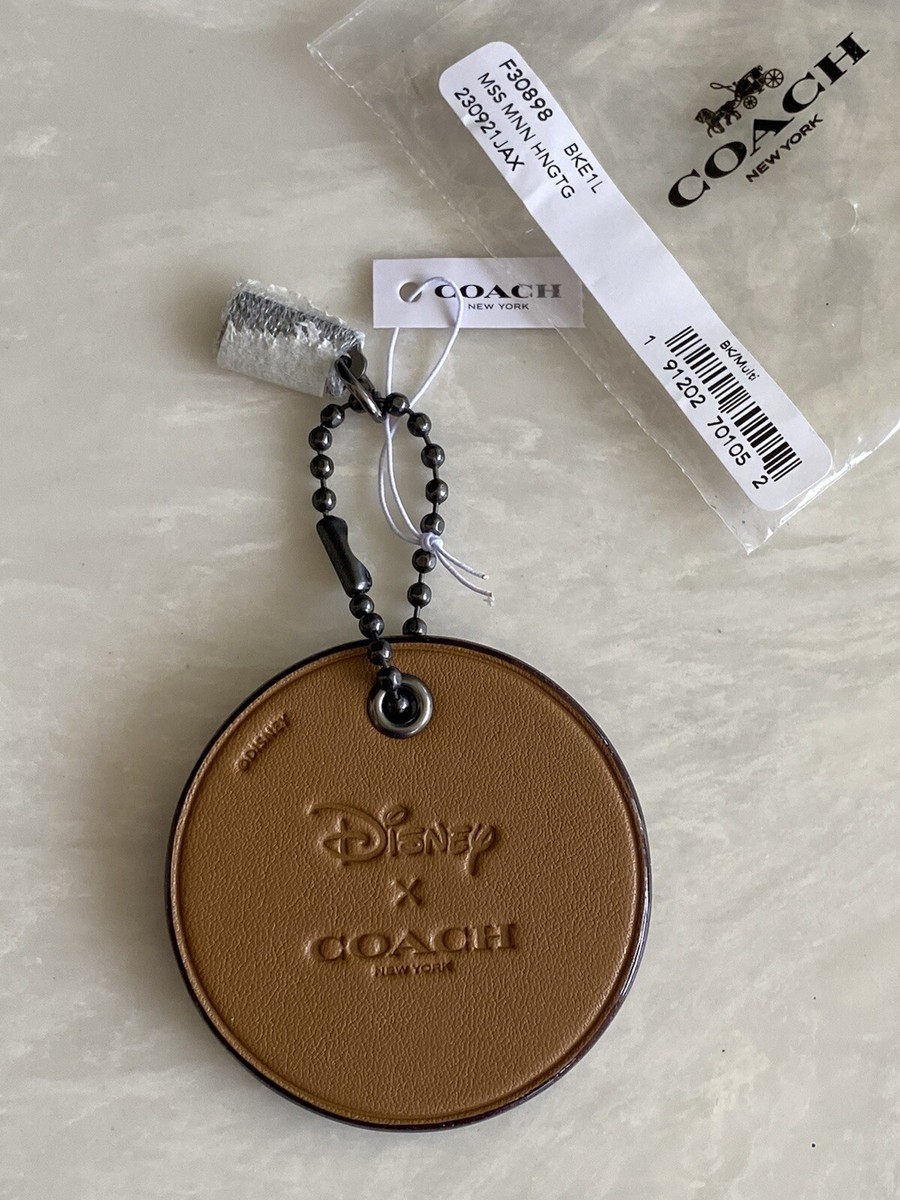 COACH
NEW YORK
F30898 BKE1L
MSS MNN HNGTG
230921JAX
BK/Multi
1 91202 70105 2
COACH
NEW YORK
©DISNEY
Disney
X
COACH
NEW YORK